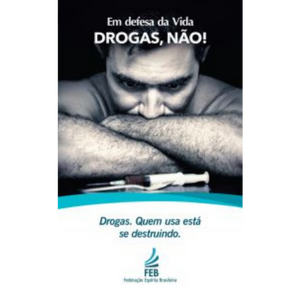 Em defesa da Vida
DROGAS, NÃO!
Drogas. Quem usa está
se destruindo.
FEB
Federação Espírita Brasileira